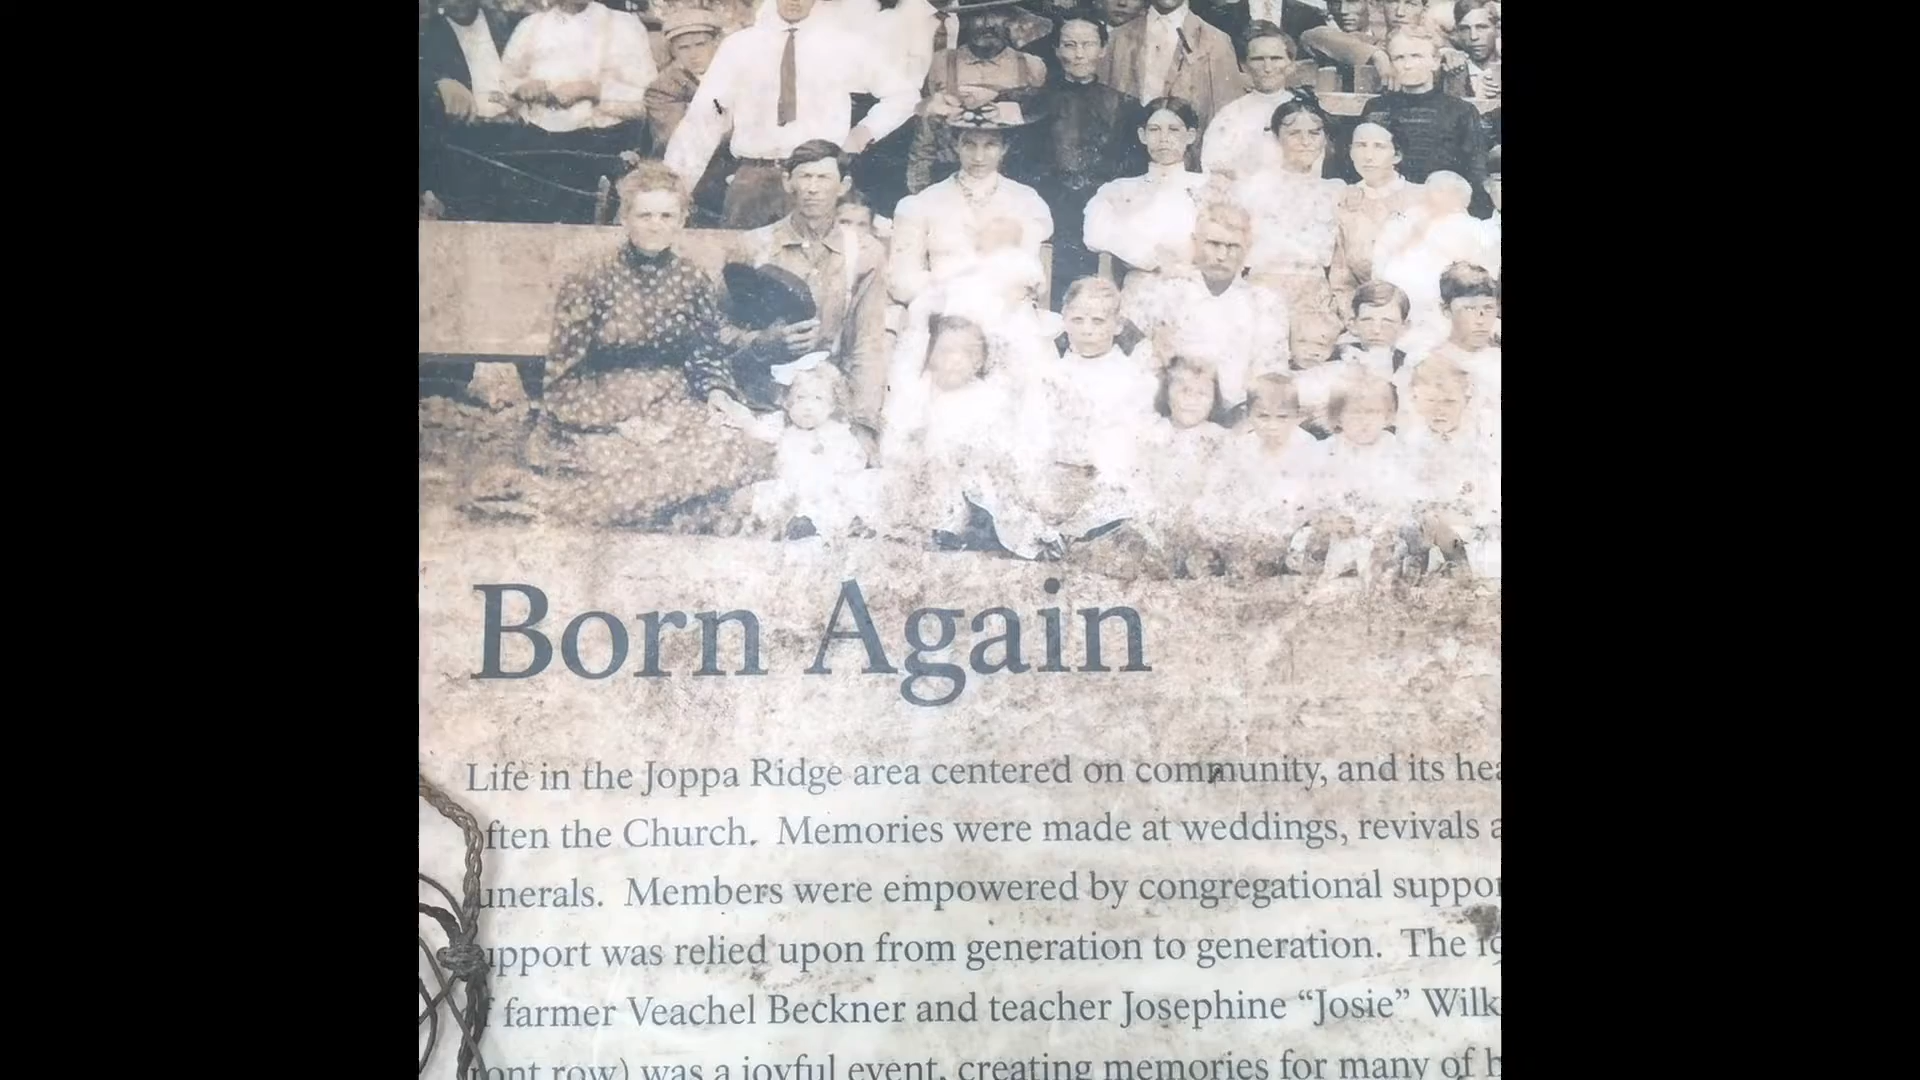 Born Again
Life in the Joppa Ridge area centered on community, and its hea
ften the Church. Memories were made at weddings, revivals a
unerals. Members were empowered by congregational suppor
upport was relied upon from generation to generation. The
f farmer Veachel Beckner and teacher Josephine “Josie” Wilk
ront row) was a joyful event, creating memories for many of h